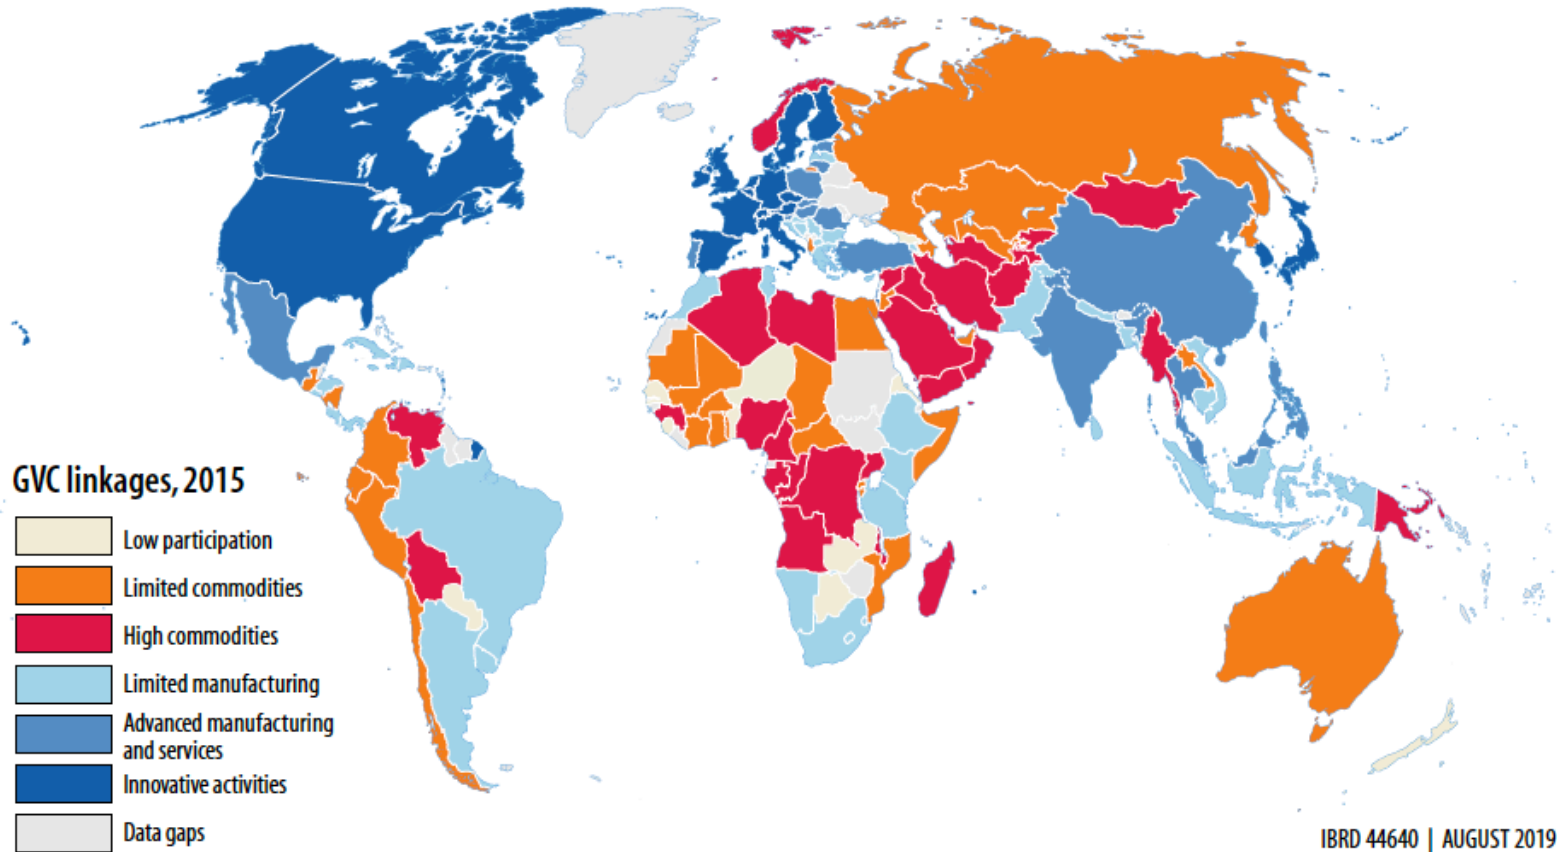 GVC linkages, 2015
Low participation
Limited commodities
High commodities
Limited manufacturing
Advanced manufacturing
and services
Innovative activities
Data gaps
IBRD 44640 | AUGUST 2019